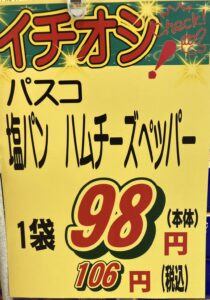 イチオシ
Check!
パスコ
塩パン ハムチーズペッパー
1袋 98円 (本体)
106円 (税込)